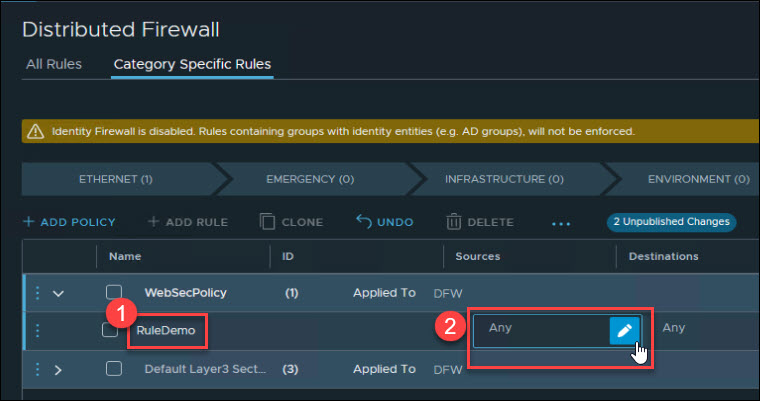 Distributed Firewall
All Rules Category Specific Rules
Identity Firewall is disabled. Rules containing groups with identity entities (e.g. AD groups), will not be enforced.
ETHERNET (1) EMERGENCY (0) INFRASTRUCTURE (0) ENVIRONMENT (0)
+ ADD POLICY + ADD RULE CLONE UNDO DELETE ... 2 Unpublished Changes
Name ID Sources Destinations
WebSecPolicy (1) Applied To DFW
1 RuleDemo 2 Any Any
Default Layer3 Sect... (3) Applied To DFW